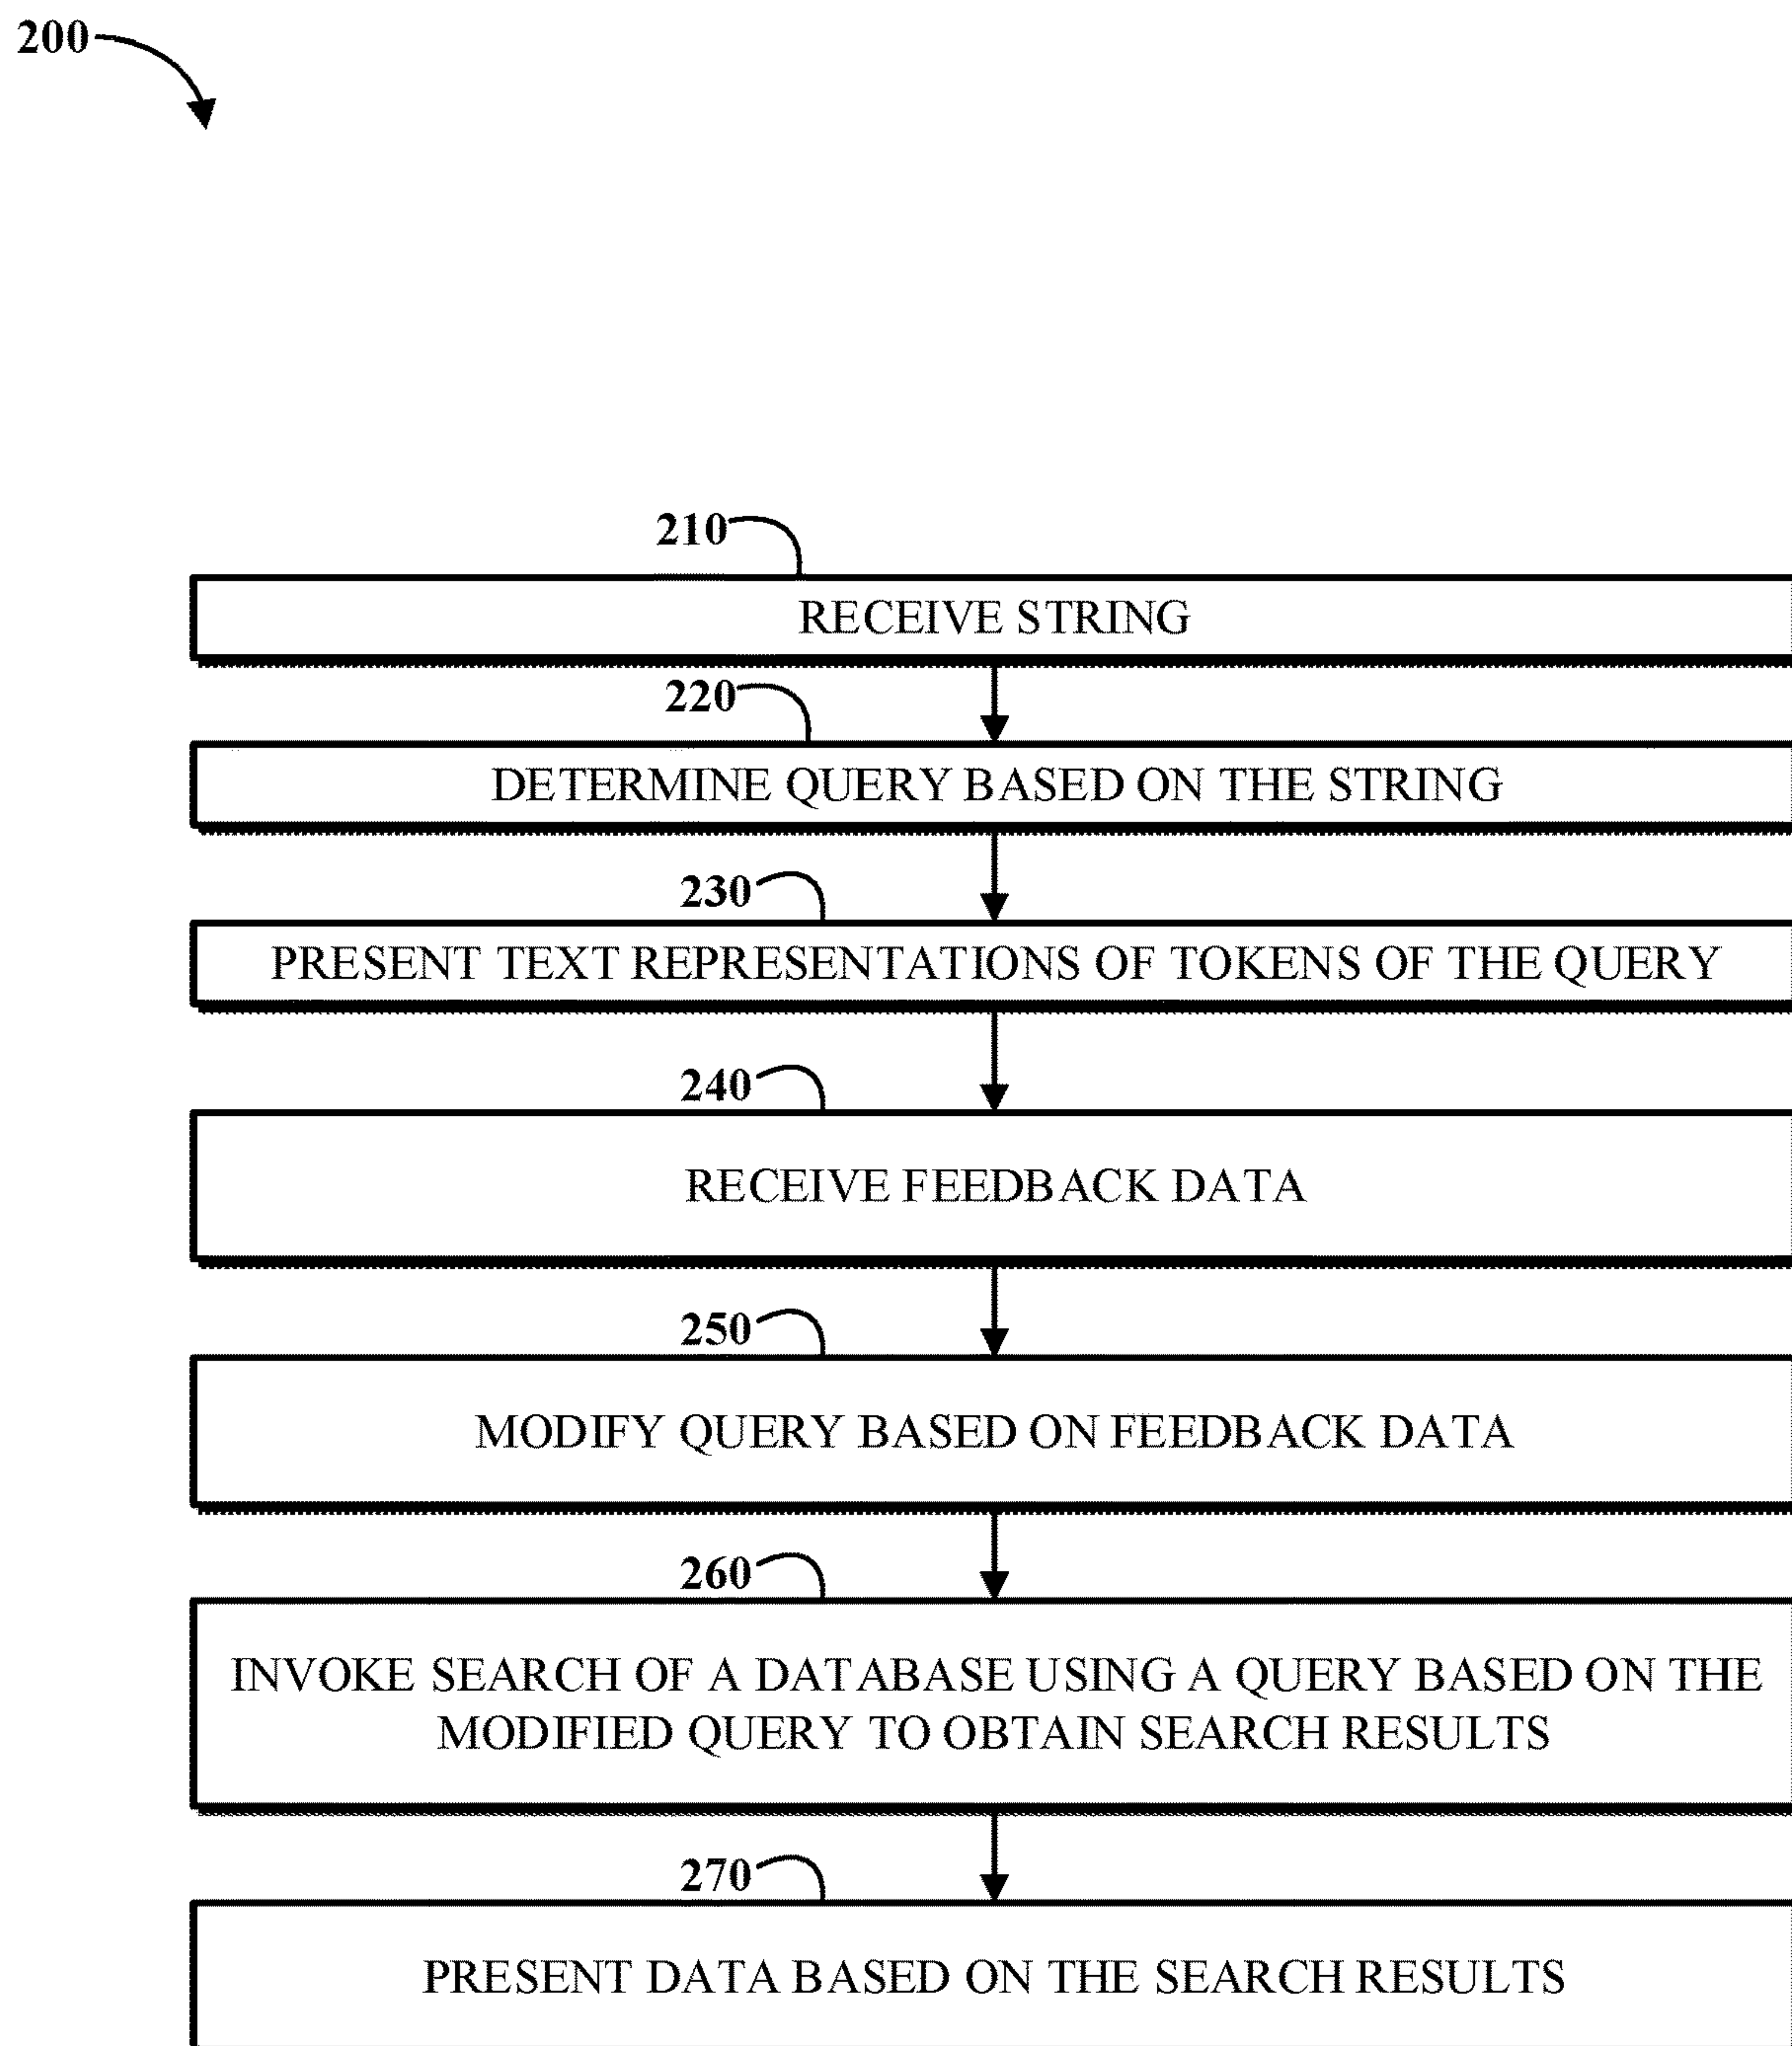 200
210
RECEIVE STRING
220
DETERMINE QUERY BASED ON THE STRING
230
PRESENT TEXT REPRESENTATIONS OF TOKENS OF THE QUERY
240
RECEIVE FEEDBACK DATA
250
MODIFY QUERY BASED ON FEEDBACK DATA
260
INVOKE SEARCH OF A DATABASE USING A QUERY BASED ON THE
MODIFIED QUERY TO OBTAIN SEARCH RESULTS
270
PRESENT DATA BASED ON THE SEARCH RESULTS